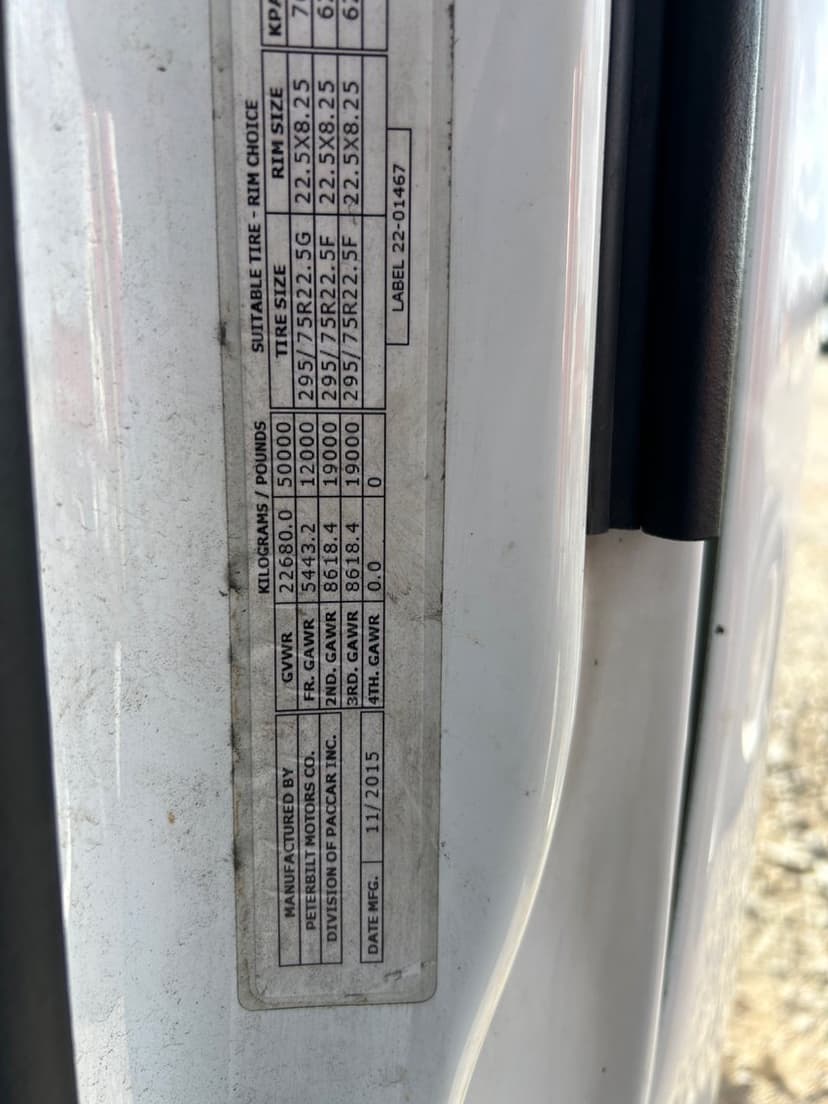 MANUFACTURED BY
PETERBILT MOTORS CO.
DIVISION OF PACCAR INC.
DATE MFG. 11/2015
KILOGRAMS / POUNDS
GVWR 22680.0 50000
FR. GAWR 5443.2 12000
2ND. GAWR 8618.4 19000
3RD. GAWR 8618.4 19000
4TH. GAWR 0.0 0
SUITABLE TIRE - RIM CHOICE
TIRE SIZE RIM SIZE
295/75R22.5G 22.5X8.25
295/75R22.5F 22.5X8.25
295/75R22.5F 22.5X8.25
LABEL 22-01467